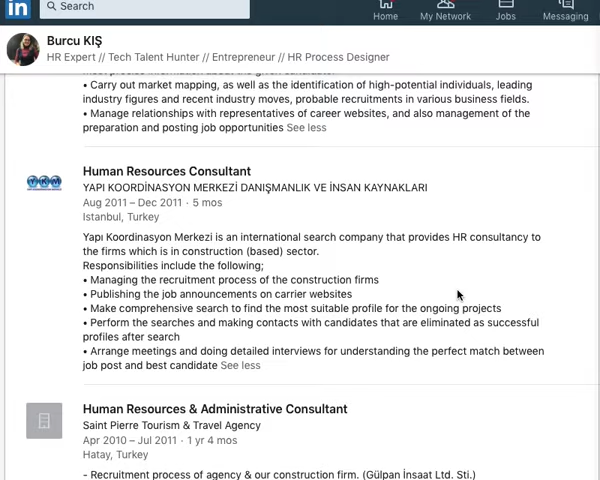 in
Search
Home
My Network
Jobs
Messaging
Burcu KIŞ
HR Expert // Tech Talent Hunter // Entrepreneur // HR Process Designer
• Carry out market mapping, as well as the identification of high-potential individuals, leading
industry figures and recent industry moves, probable recruitments in various business fields.
• Manage relationships with representatives of career websites, and also management of the
preparation and posting job opportunities See less
YKM
Human Resources Consultant
YAPI KOORDİNASYON MERKEZİ DANIŞMANLIK VE İNSAN KAYNAKLARI
Aug 2011 – Dec 2011 · 5 mos
Istanbul, Turkey
Yapı Koordinasyon Merkezi is an international search company that provides HR consultancy to
the firms which is in construction (based) sector.
Responsibilities include the following;
• Managing the recruitment process of the construction firms
• Publishing the job announcements on carrier websites
• Make comprehensive search to find the most suitable profile for the ongoing projects
• Perform the searches and making contacts with candidates that are eliminated as successful
profiles after search
• Arrange meetings and doing detailed interviews for understanding the perfect match between
job post and best candidate See less
Human Resources & Administrative Consultant
Saint Pierre Tourism & Travel Agency
Apr 2010 – Jul 2011 · 1 yr 4 mos
Hatay, Turkey
- Recruitment process of agency & our construction firm. (Gülpan İnsaat Ltd. Sti.)